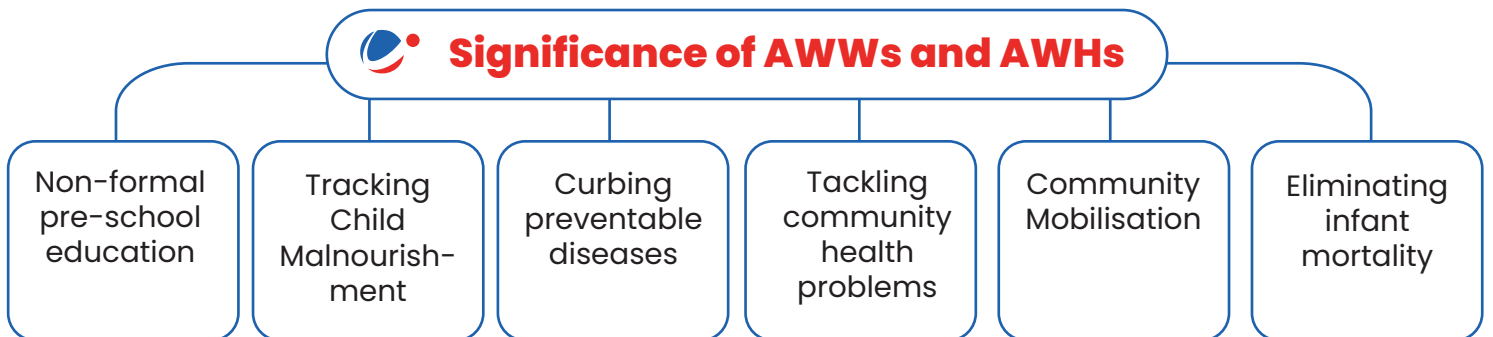 Significance of AWWs and AWHs
Non-formal
pre-school
education
Tracking
Child
Malnourish-
ment
Curbing
preventable
diseases
Tackling
community
health
problems
Community
Mobilisation
Eliminating
infant
mortality